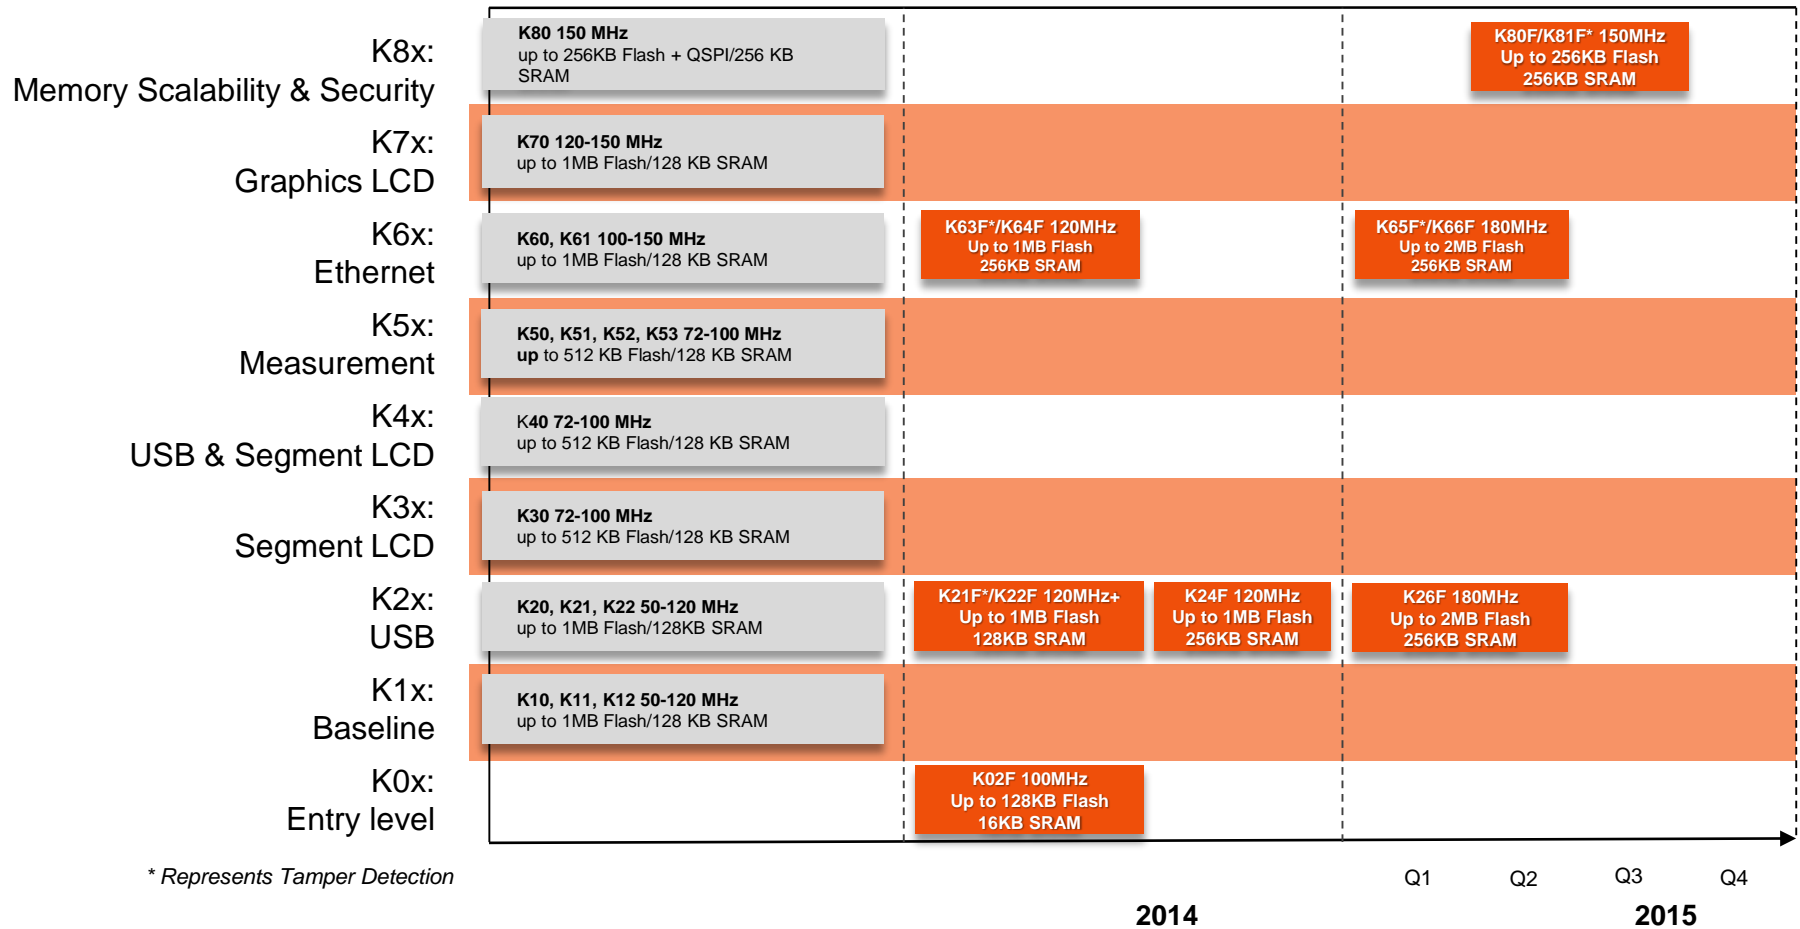 K8x:
Memory Scalability & Security
K80 150 MHz
up to 256KB Flash + QSPI/256 KB
SRAM
K80F/K81F* 150MHz
Up to 256KB Flash
256KB SRAM
K7x:
Graphics LCD
K70 120-150 MHz
up to 1MB Flash/128 KB SRAM
K6x:
Ethernet
K60, K61 100-150 MHz
up to 1MB Flash/128 KB SRAM
K63F*/K64F 120MHz
Up to 1MB Flash
256KB SRAM
K65F*/K66F 180MHz
Up to 2MB Flash
256KB SRAM
K5x:
Measurement
K50, K51, K52, K53 72-100 MHz
up to 512 KB Flash/128 KB SRAM
K4x:
USB & Segment LCD
K40 72-100 MHz
up to 512 KB Flash/128 KB SRAM
K3x:
Segment LCD
K30 72-100 MHz
up to 512 KB Flash/128 KB SRAM
K2x:
USB
K20, K21, K22 50-120 MHz
up to 1MB Flash/128KB SRAM
K21F*/K22F 120MHz+
Up to 1MB Flash
128KB SRAM
K24F 120MHz
Up to 1MB Flash
256KB SRAM
K26F 180MHz
Up to 2MB Flash
256KB SRAM
K1x:
Baseline
K10, K11, K12 50-120 MHz
up to 1MB Flash/128 KB SRAM
K0x:
Entry level
K02F 100MHz
Up to 128KB Flash
16KB SRAM
* Represents Tamper Detection
Q1 Q2 Q3 Q4
2014 2015